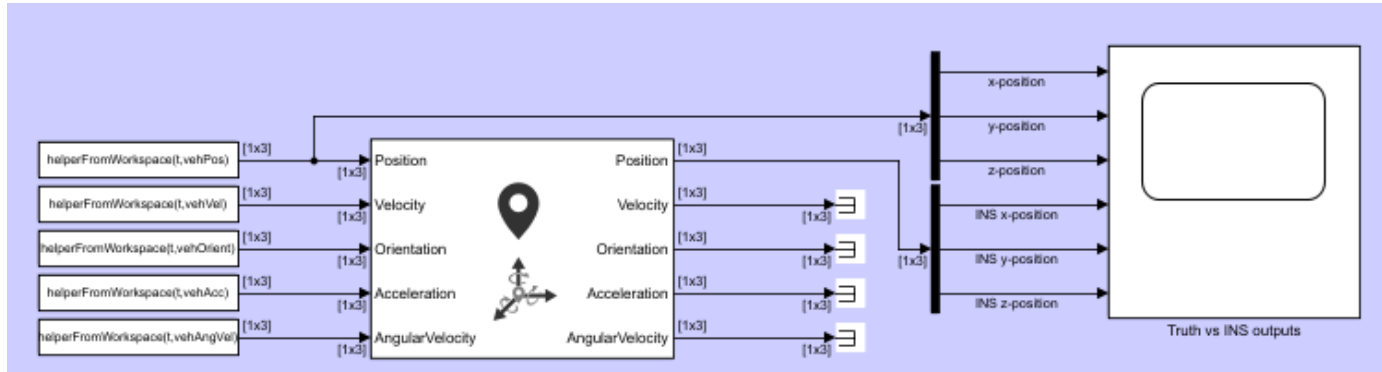 x-position
[1x3]
y-position
helperFromWorkspace(t,vehPos)
[1x3]
[1x3]
Position
Position
[1x3]
z-position
helperFromWorkspace(t,vehVel)
[1x3]
[1x3]
Velocity
Velocity
[1x3]
[1x3]
INS x-position
helperFromWorkspace(t,vehOrient)
[1x3]
[1x3]
Orientation
Orientation
[1x3]
[1x3]
[1x3]
INS y-position
helperFromWorkspace(t,vehAcc)
[1x3]
[1x3]
Acceleration
Acceleration
[1x3]
[1x3]
INS z-position
helperFromWorkspace(t,vehAngVel)
[1x3]
[1x3]
AngularVelocity
AngularVelocity
[1x3]
[1x3]
Truth vs INS outputs